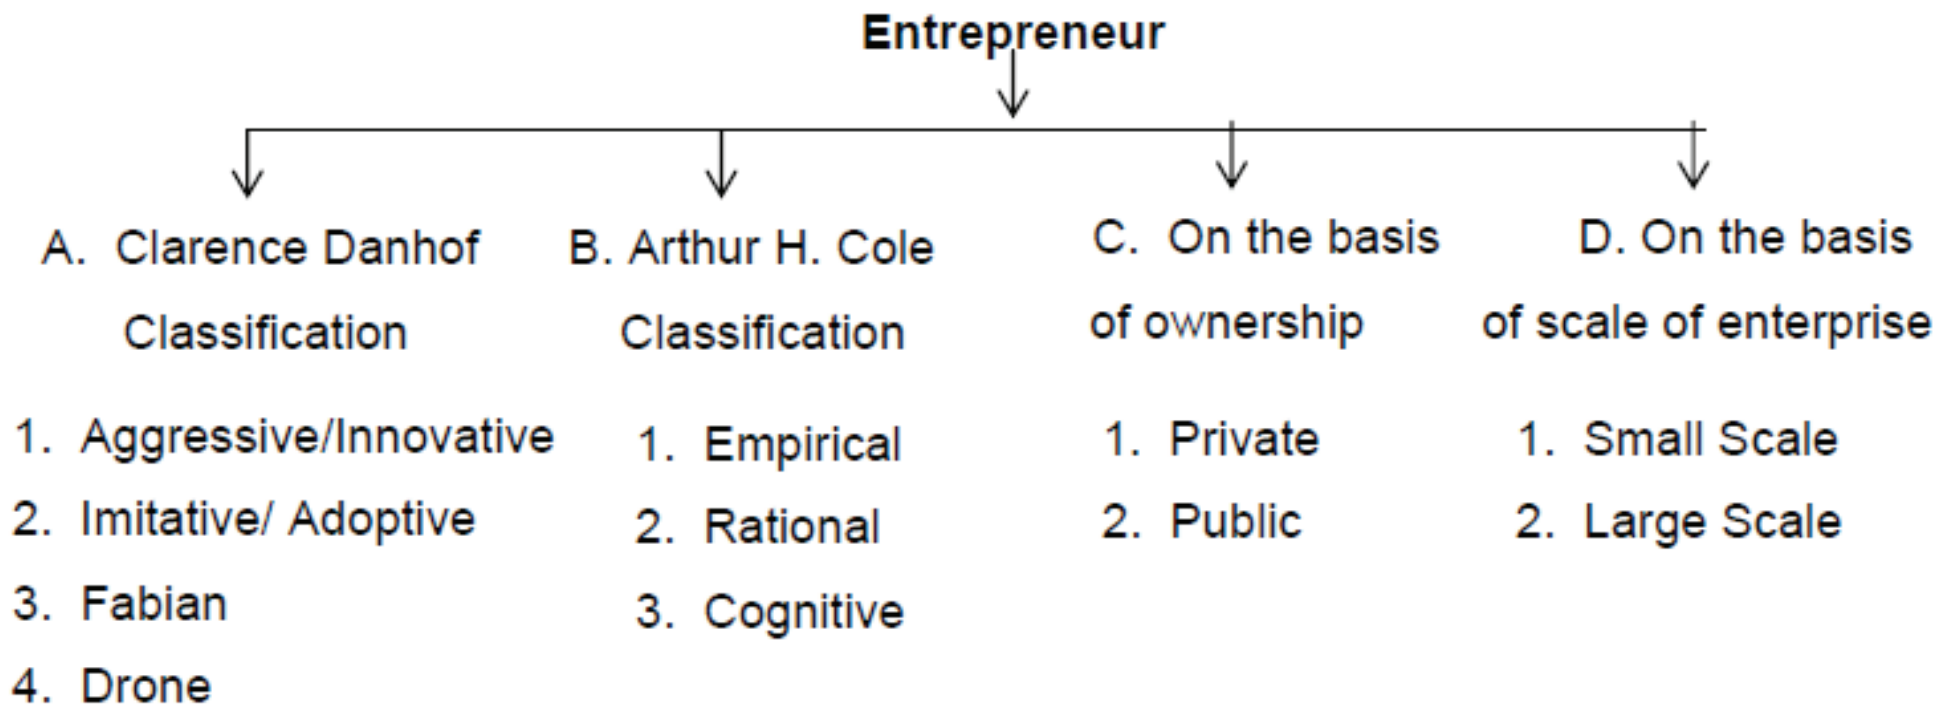 Entrepreneur
A. Clarence Danhof
Classification
1. Aggressive/Innovative
2. Imitative/ Adoptive
3. Fabian
4. Drone
B. Arthur H. Cole
Classification
1. Empirical
2. Rational
3. Cognitive
C. On the basis
of ownership
1. Private
2. Public
D. On the basis
of scale of enterprise
1. Small Scale
2. Large Scale